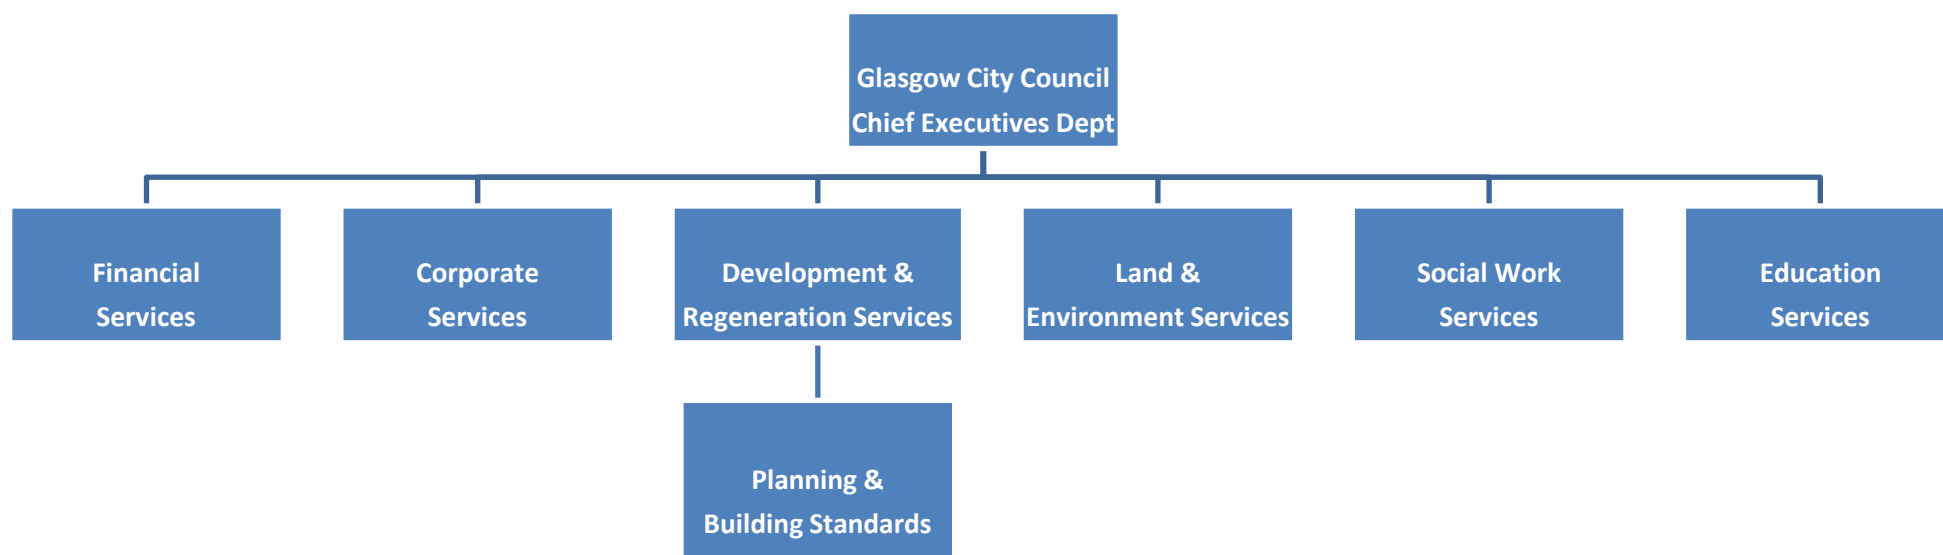 Glasgow City Council
Chief Executives Dept
Financial
Services
Corporate
Services
Development &
Regeneration Services
Land &
Environment Services
Social Work
Services
Education
Services
Planning &
Building Standards